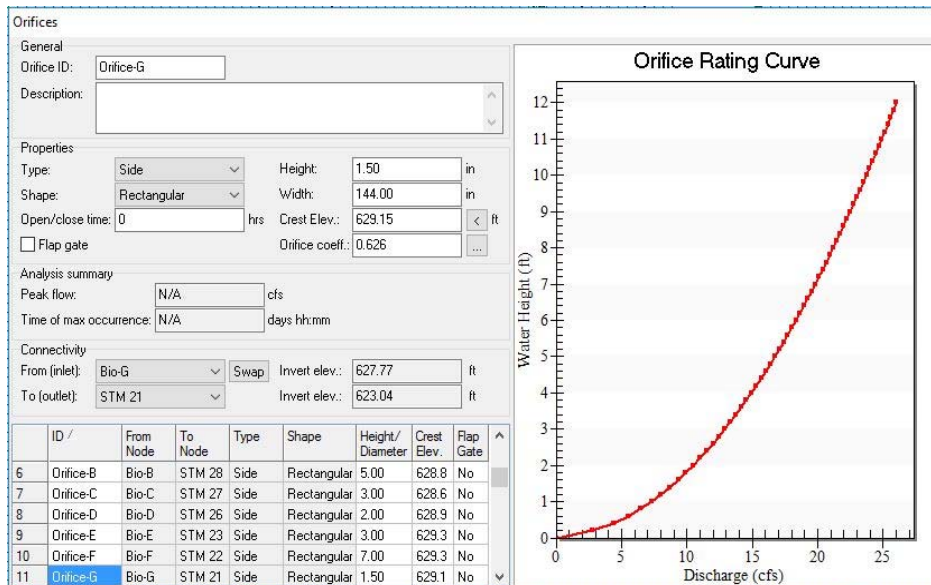 Orifices
General
Orifice ID: Orifice-G
Description:
Properties
Type: Side Height: 1.50 in
Shape: Rectangular Width: 144.00 in
Open/close time: 0 hrs Crest Elev.: 629.15 < ft
Flap gate Orifice coeff.: 0.626 ...
Analysis summary
Peak flow: N/A cfs
Time of max occurrence: N/A days hh:mm
Connectivity
From (inlet): Bio-G Swap Invert elev.: 627.77 ft
To (outlet): STM 21 Invert elev.: 623.04 ft
ID / From Node To Node Type Shape Height/ Diameter Crest Elev. Flap Gate
6 Orifice-B Bio-B STM 28 Side Rectangular 5.00 628.8 No
7 Orifice-C Bio-C STM 27 Side Rectangular 3.00 628.6 No
8 Orifice-D Bio-D STM 26 Side Rectangular 2.00 628.9 No
9 Orifice-E Bio-E STM 23 Side Rectangular 3.00 629.3 No
10 Orifice-F Bio-F STM 22 Side Rectangular 7.00 629.3 No
11 Orifice-G Bio-G STM 21 Side Rectangular 1.50 629.1 No
Orifice Rating Curve
Water Height (ft)
12
11
10
9
8
7
6
5
4
3
2
1
0
0 5 10 15 20 25
Discharge (cfs)